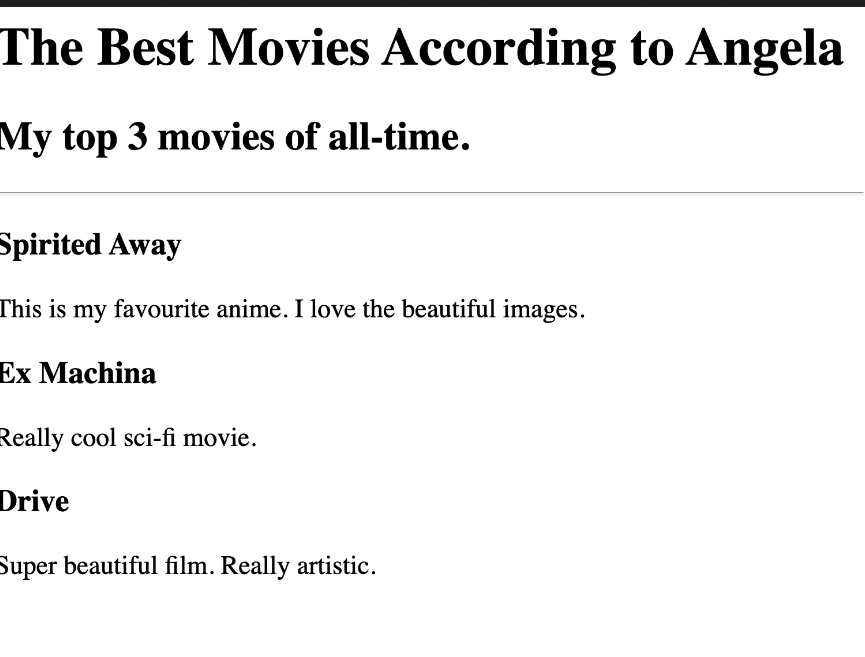 The Best Movies According to Angela
My top 3 movies of all-time.
Spirited Away
This is my favourite anime. I love the beautiful images.
Ex Machina
Really cool sci-fi movie.
Drive
Super beautiful film. Really artistic.